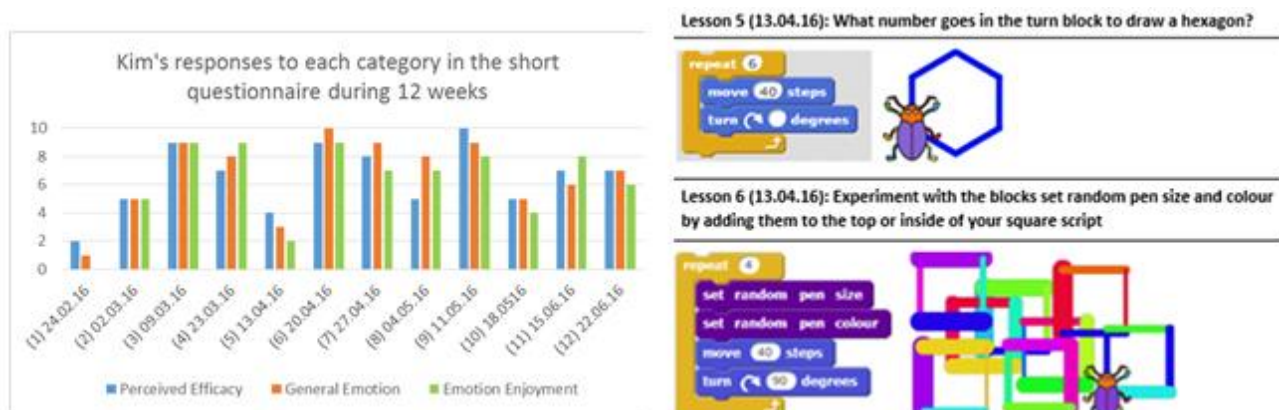 Kim's responses to each category in the short
questionnaire during 12 weeks
10
8
6
4
2
0
(1) 24.02.16
(2) 02.03.16
(3) 09.03.16
(4) 23.03.16
(5) 13.04.16
(6) 20.04.16
(7) 27.04.16
(8) 04.05.16
(9) 11.05.16
(10) 18.0516
(11) 15.06.16
(12) 22.06.16
Perceived Efficacy General Emotion Emotion Enjoyment
Lesson 5 (13.04.16): What number goes in the turn block to draw a hexagon?
repeat 6
move 40 steps
turn degrees
Lesson 6 (13.04.16): Experiment with the blocks set random pen size and colour
by adding them to the top or inside of your square script
repeat 4
set random pen size
set random pen colour
move 40 steps
turn 90 degrees